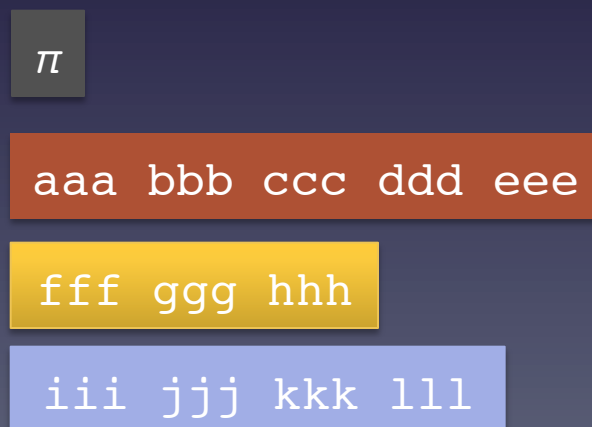 π
aaa bbb ccc ddd eee
fff ggg hhh
iii jjj kkk lll